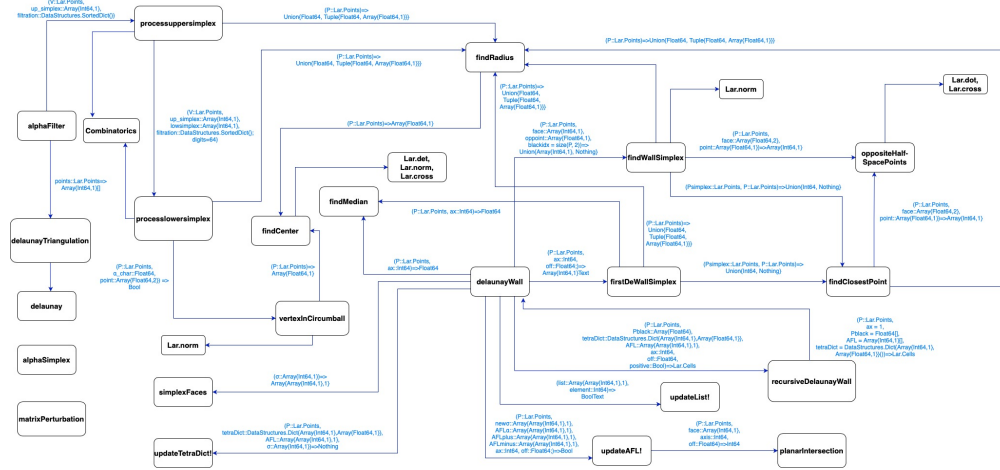 (V::Lar.Points,
up_simplex::Array{Int64,1},
filtration::DataStructures.SortedDict{})
processuppersimplex
(P::Lar.Points)=>
Union{Float64, Tuple{Float64, Array{Float64,1}}}
(P::Lar.Points)=>
Union{Float64, Tuple{Float64, Array{Float64,1}}}
findRadius
(P::Lar.Points)=>Union{Float64, Tuple{Float64, Array{Float64,1}}}
alphaFilter
Combinatorics
(V::Lar.Points,
up_simplex::Array{Int64,1},
lowsimplex::Array{Int64,1},
filtration::DataStructures.SortedDict{};
digits=64)
(P::Lar.Points)=>Array{Float64,1}
(P::Lar.Points)=>
Union{Float64,
Tuple{Float64,
Array{Float64,1}}}
Lar.norm
Lar.dot,
Lar.cross
(P::Lar.Points,
face::Array{Int64,1},
oppoint::Array{Float64,1},
blackidx = size(P, 2))=>
Union{Array{Int64,1}, Nothing}
findWallSimplex
(P::Lar.Points,
face::Array{Float64,2},
point::Array{Float64,1})=>Array{Int64,1}
oppositeHalf-
SpacePoints
points::Lar.Points=>
Array{Int64,1}[]
processlowersimplex
Lar.det,
Lar.norm,
Lar.cross
findMedian
(Psimplex::Lar.Points, P::Lar.Points)=>Union{Int64, Nothing}
(P::Lar.Points, ax::Int64)=>Float64
(P::Lar.Points,
face::Array{Float64,2},
point::Array{Float64,1})=>Array{Int64,1}
delaunayTriangulation
findCenter
(P::Lar.Points)=>
Union{Float64,
Tuple{Float64,
Array{Float64,1}}}
(P::Lar.Points,
α_char::Float64,
point::Array{Float64,2}) =>
Bool
(P::Lar.Points)=>
Array{Float64,1}
(P::Lar.Points,
ax::Int64)=>Float64
(P::Lar.Points,
ax::Int64,
off::Float64;)=>
Array{Int64,1}Text
(Psimplex::Lar.Points, P::Lar.Points)=>
Union{Int64, Nothing}
delaunayWall
firstDeWallSimplex
findClosestPoint
delaunay
vertexInCircumball
Lar.norm
(P::Lar.Points,
Pblack::Array{Float64},
tetraDict::DataStructures.Dict{Array{Int64,1},Array{Float64,1}},
AFL::Array{Array{Int64,1},1},
ax::Int64,
off::Float64,
positive::Bool)=>Lar.Cells
(P::Lar.Points,
ax = 1,
Pblack = Float64[],
AFL = Array{Int64,1}[],
tetraDict = DataStructures.Dict{Array{Int64,1},
Array{Float64,1}}())=>Lar.Cells
alphaSimplex
recursiveDelaunayWall
(σ::Array{Int64,1})=>
Array{Array{Int64,1},1}
simplexFaces
(list::Array{Array{Int64,1},1},
element::Int64)=>
BoolText
updateList!
matrixPerturbation
(P::Lar.Points,
tetraDict::DataStructures.Dict{Array{Int64,1},Array{Float64,1}},
AFL::Array{Array{Int64,1},1},
σ::Array{Int64,1})=>Nothing
updateTetraDict!
(P::Lar.Points,
newσ::Array{Array{Int64,1},1},
AFLα::Array{Array{Int64,1},1},
AFLplus::Array{Array{Int64,1},1},
AFLminus::Array{Array{Int64,1},1},
ax::Int64, off::Float64;)=>Bool
updateAFL!
(P::Lar.Points,
face::Array{Int64,1},
axis::Int64,
off::Float64)=>Int64
planarIntersection